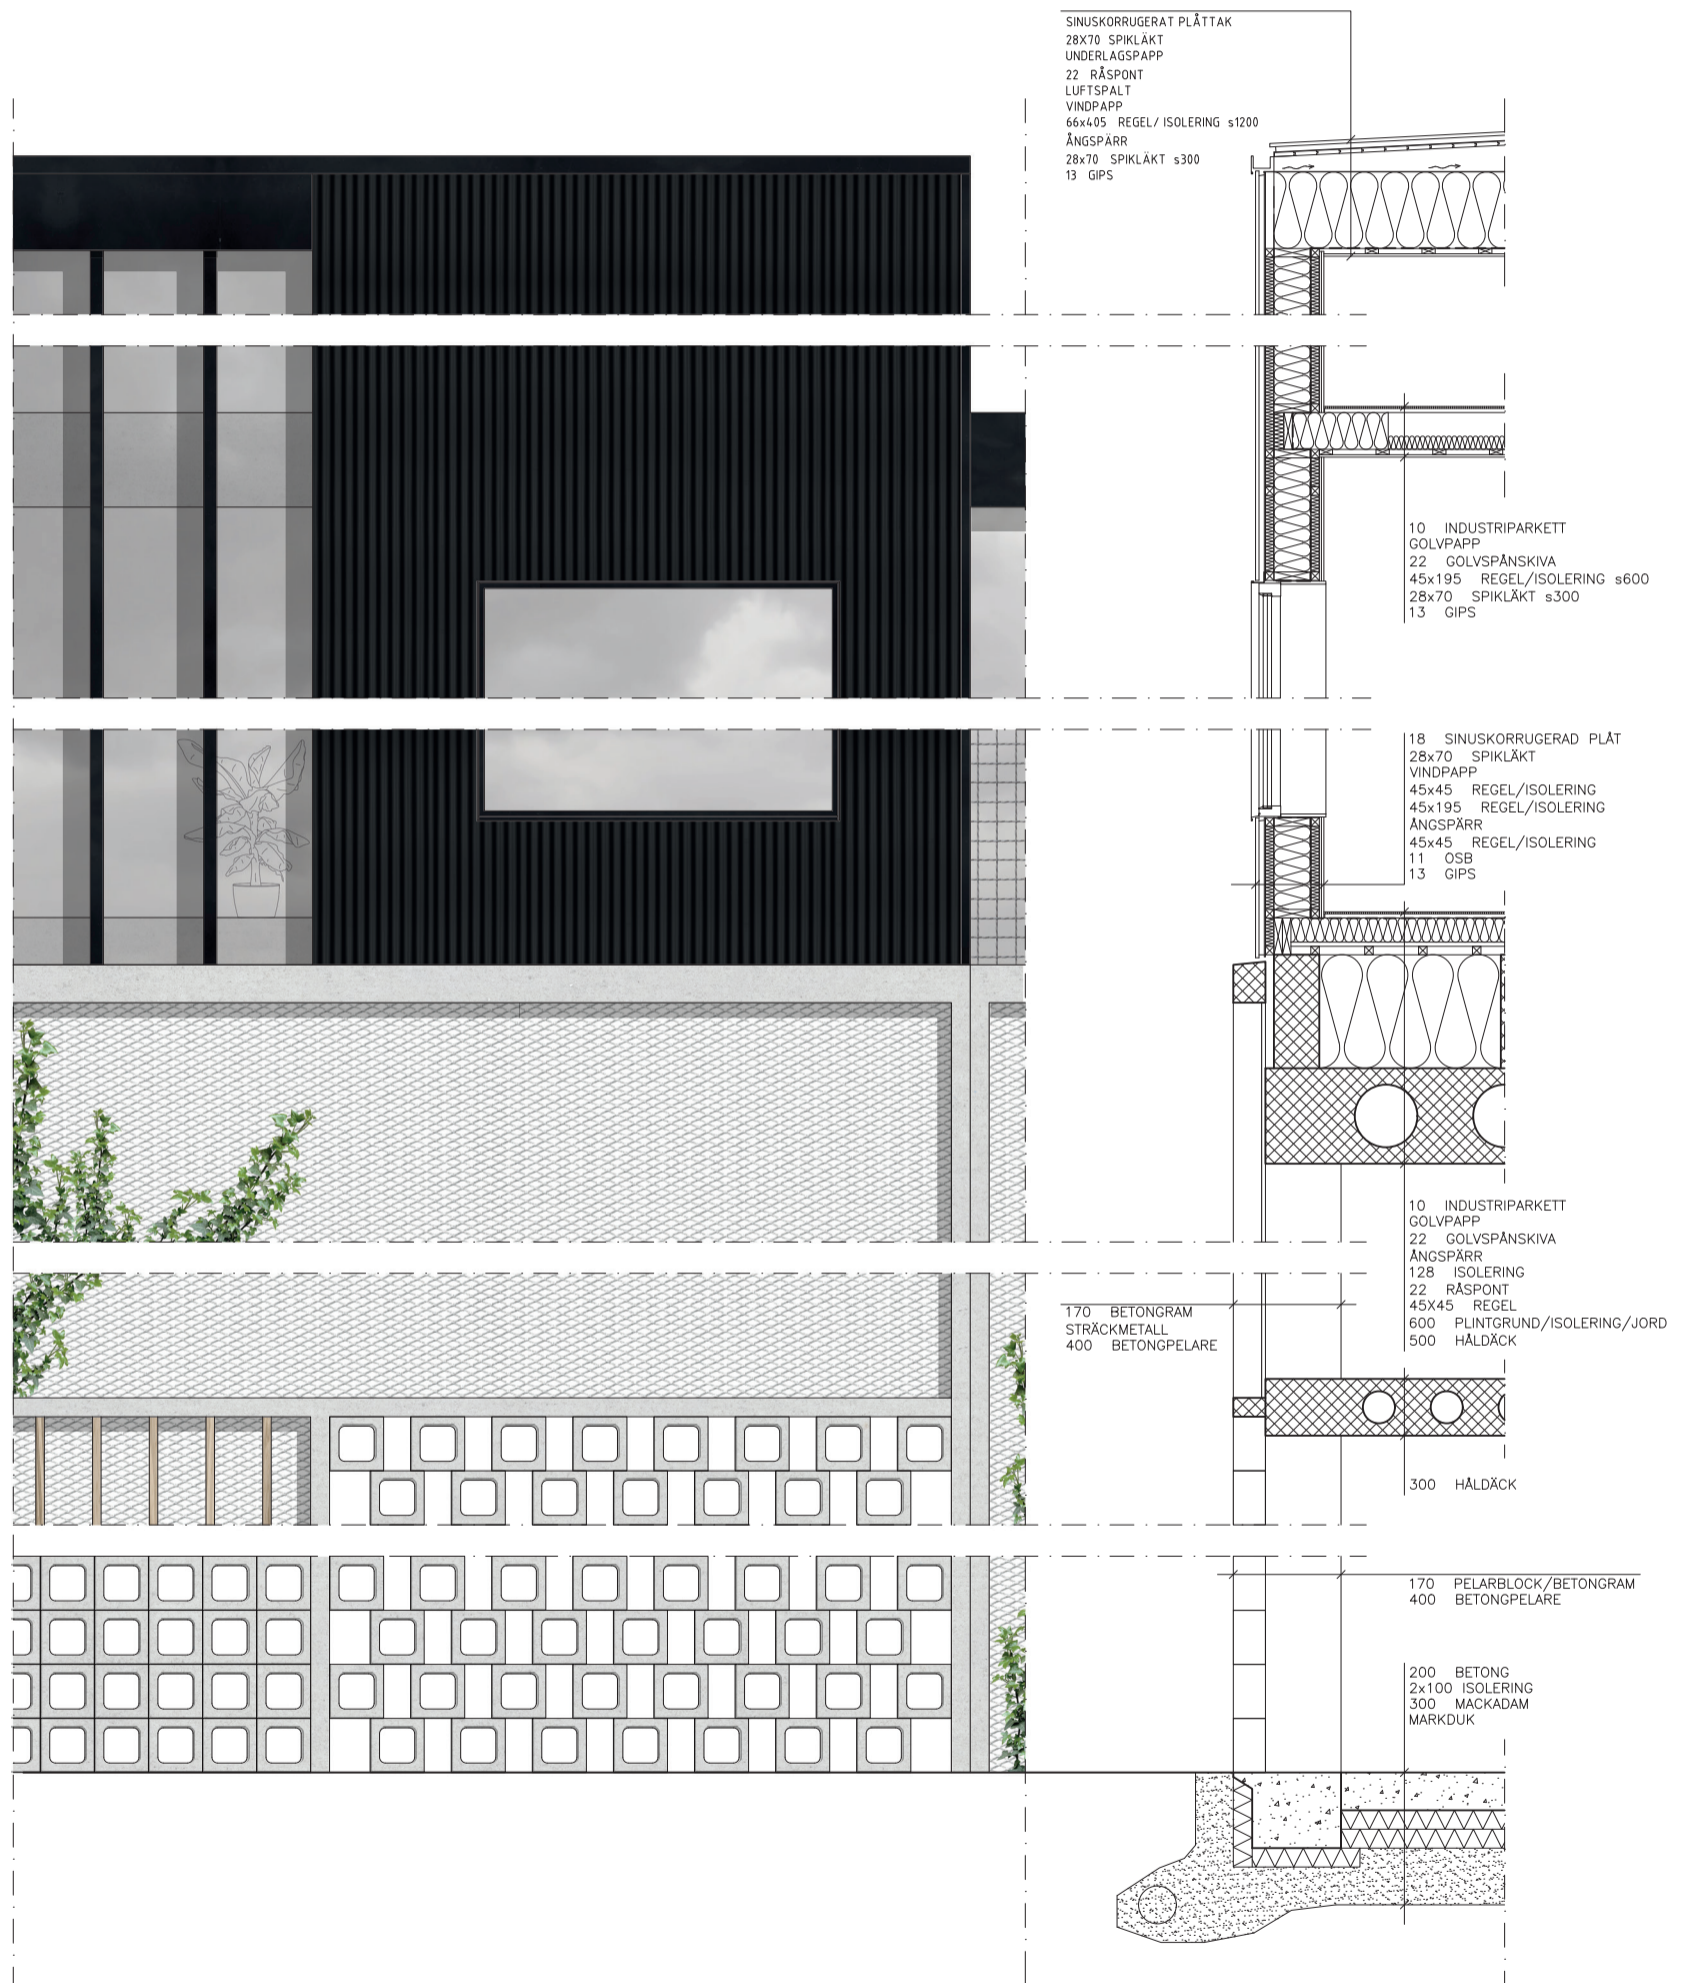 SINUSKORRUGERAT PLÅTTAK
28X70 SPIKLÄKT
UNDERLAGSPAPP
22 RÅSPONT
LUFTSPALT
VINDPAPP
66x405 REGEL/ ISOLERING s1200
ÅNGSPÄRR
28x70 SPIKLÄKT s300
13 GIPS
10 INDUSTRIPARKETT
GOLVPAPP
22 GOLVSPÅNSKIVA
45x195 REGEL/ISOLERING s600
28x70 SPIKLÄKT s300
13 GIPS
18 SINUSKORRUGERAD PLÅT
28x70 SPIKLÄKT
VINDPAPP
45x45 REGEL/ISOLERING
45x195 REGEL/ISOLERING
ÅNGSPÄRR
45x45 REGEL/ISOLERING
11 OSB
13 GIPS
10 INDUSTRIPARKETT
GOLVPAPP
22 GOLVSPÅNSKIVA
ÅNGSPÄRR
128 ISOLERING
22 RÅSPONT
45X45 REGEL
600 PLINTGRUND/ISOLERING/JORD
500 HÅLDÄCK
170 BETONGRAM
STRÄCKMETALL
400 BETONGPELARE
300 HÅLDÄCK
170 PELARBLOCK/BETONGRAM
400 BETONGPELARE
200 BETONG
2x100 ISOLERING
300 MACKADAM
MARKDUK